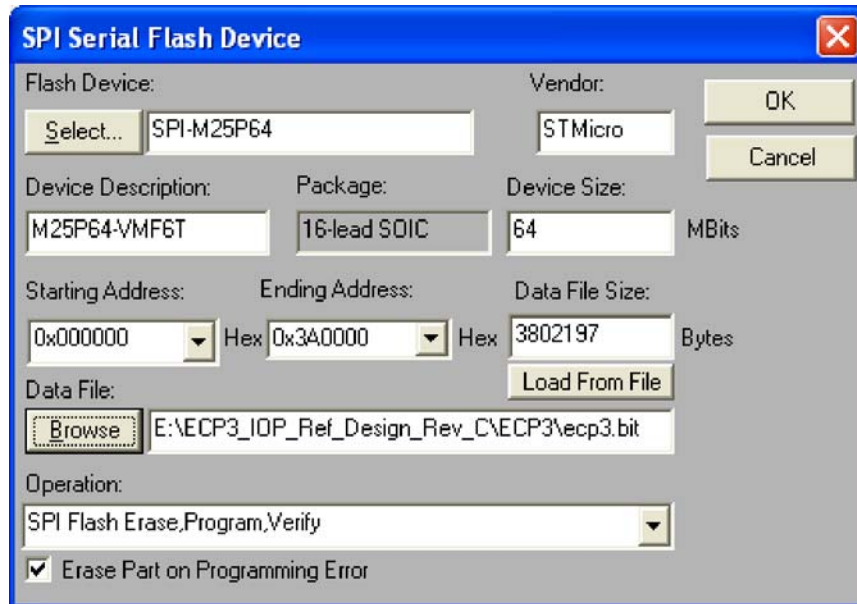 SPI Serial Flash Device
Flash Device: Vendor:
Select... SPI-M25P64 STMicro OK
Cancel
Device Description: Package: Device Size:
M25P64-VMF6T 16-lead SOIC 64 MBits
Starting Address: Ending Address: Data File Size:
0x000000 Hex 0x3A0000 Hex 3802197 Bytes
Load From File
Data File:
Browse E:\ECP3_IOP_Ref_Design_Rev_C\ECP3\ecp3.bit
Operation:
SPI Flash Erase,Program,Verify
Erase Part on Programming Error